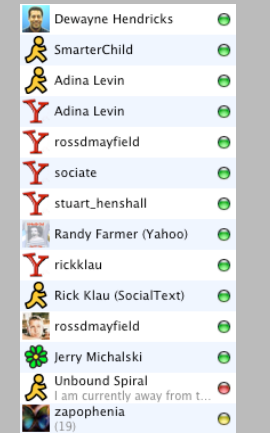 Dewayne Hendricks
SmarterChild
Adina Levin
Adina Levin
rossdmayfield
sociate
stuart_henshall
Randy Farmer (Yahoo)
rickklau
Rick Klau (SocialText)
rossdmayfield
Jerry Michalski
Unbound Spiral
I am currently away from t...
zapophenia
(19)